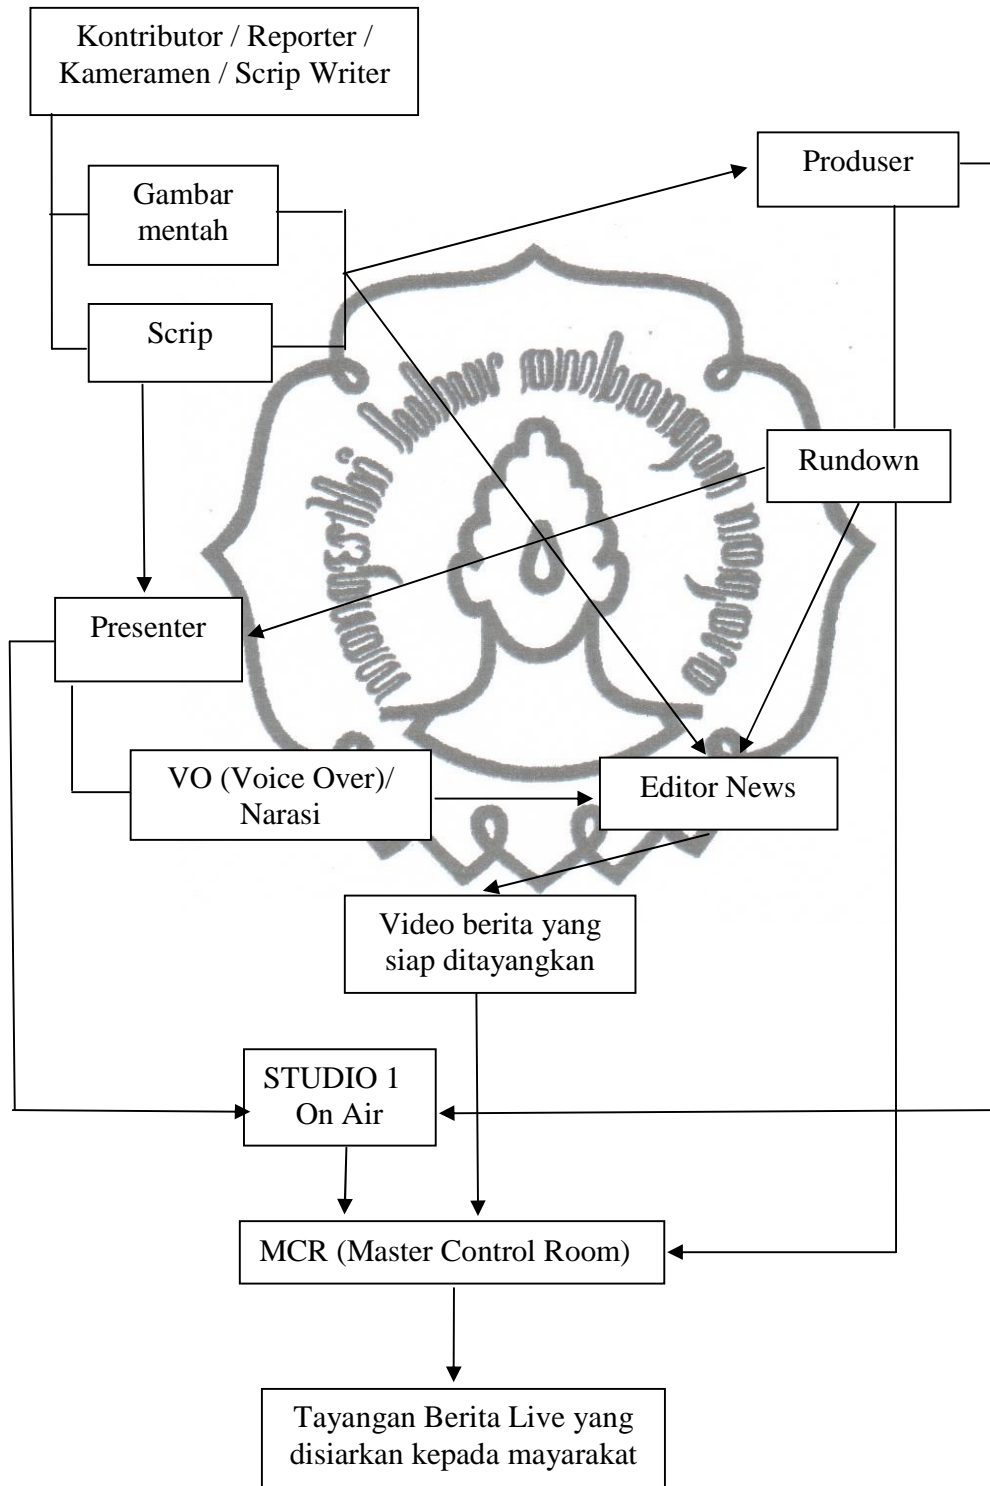 Kontributor / Reporter /
Kameramen / Scrip Writer
Produser
Gambar
mentah
Scrip
Rundown
Presenter
VO (Voice Over)/
Narasi
Editor News
Video berita yang
siap ditayangkan
STUDIO 1
On Air
MCR (Master Control Room)
Tayangan Berita Live yang
disiarkan kepada mayarakat